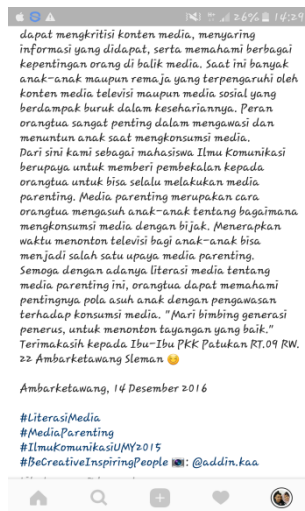 26% 14:29
dapat mengkritisi konten media, menyaring
informasi yang didapat, serta memahami berbagai
kepentingan orang di balik media. Saat ini banyak
anak-anak maupun remaja yang terpengaruhi oleh
konten media televisi maupun media sosial yang
berdampak buruk dalam kesehariannya. Peran
orangtua sangat penting dalam mengawasi dan
menuntun anak saat mengkonsumsi media.
Dari sini kami sebagai mahasiswa Ilmu Komunikasi
berupaya untuk memberi pembekalan kepada
orangtua untuk bisa selalu melakukan media
parenting. Media parenting merupakan cara
orangtua mengasuh anak-anak tentang bagaimana
mengkonsumsi media dengan bijak. Menerapkan
waktu menonton televisi bagi anak-anak bisa
menjadi salah satu upaya media parenting.
Semoga dengan adanya literasi media tentang
media parenting ini, orangtua dapat memahami
pentingnya pola asuh anak dengan pengawasan
terhadap konsumsi media. "Mari bimbing generasi
penerus, untuk menonton tayangan yang baik."
Terimakasih kepada Ibu-Ibu PKK Patukan RT.09 RW.
22 Ambarketawang Sleman 😊
Ambarketawang, 14 Desember 2016
#LiterasiMedia
#MediaParenting
#IlmuKomunikasiUMY2015
#BeCreativeInspiringPeople 📷: @addin.kaa